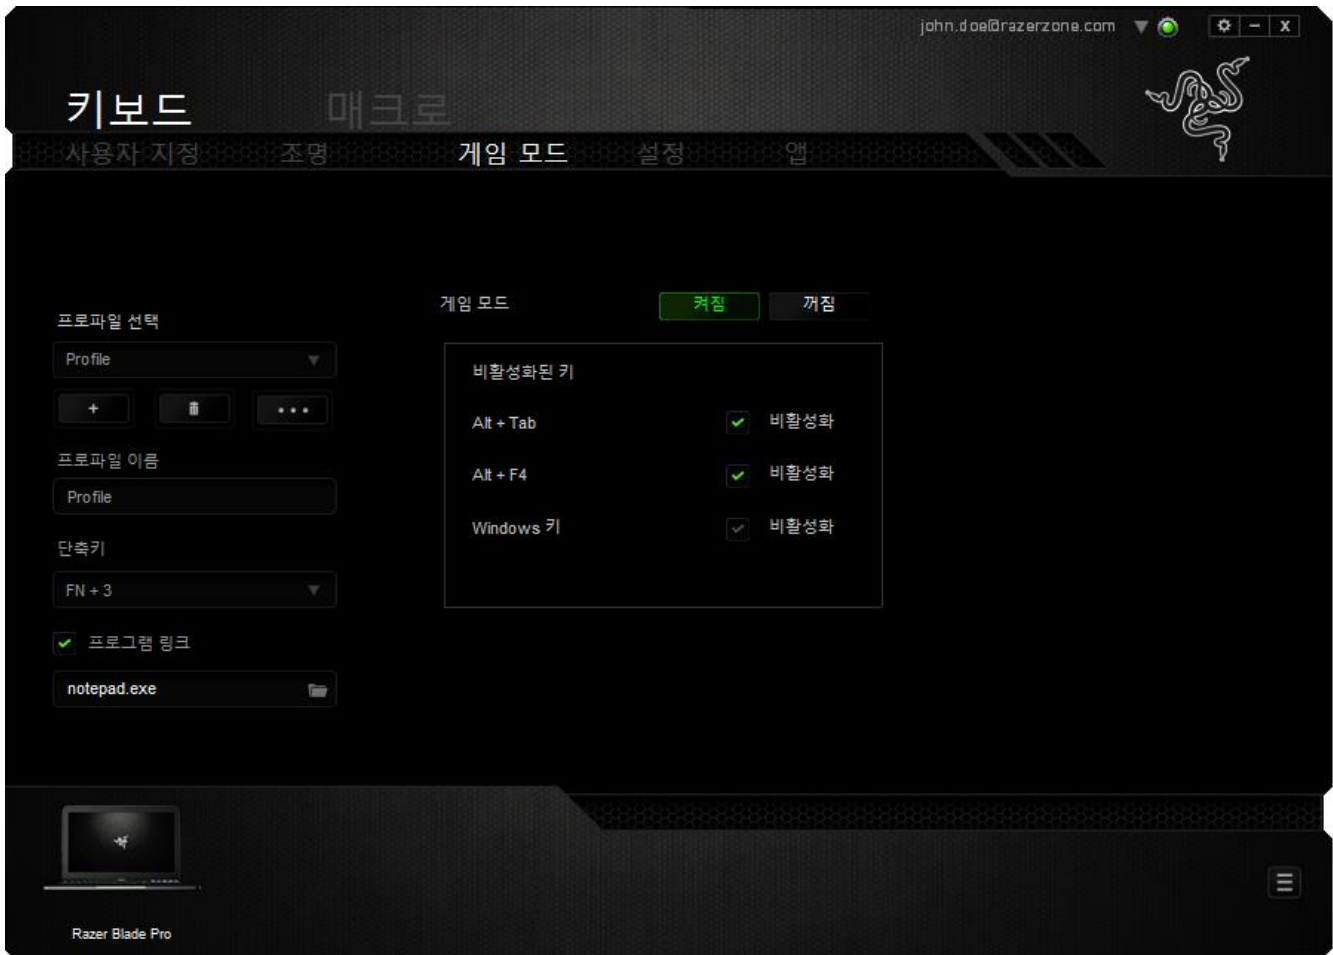 john.doe@razerzone.com
키보드 매크로
사용자 지정 조명 게임 모드 설정 앱
프로파일 선택
Profile
프로파일 이름
Profile
단축키
FN + 3
프로그램 링크
notepad.exe
게임 모드 켜짐 꺼짐
비활성화된 키
Alt + Tab 비활성화
Alt + F4 비활성화
Windows 키 비활성화
Razer Blade Pro